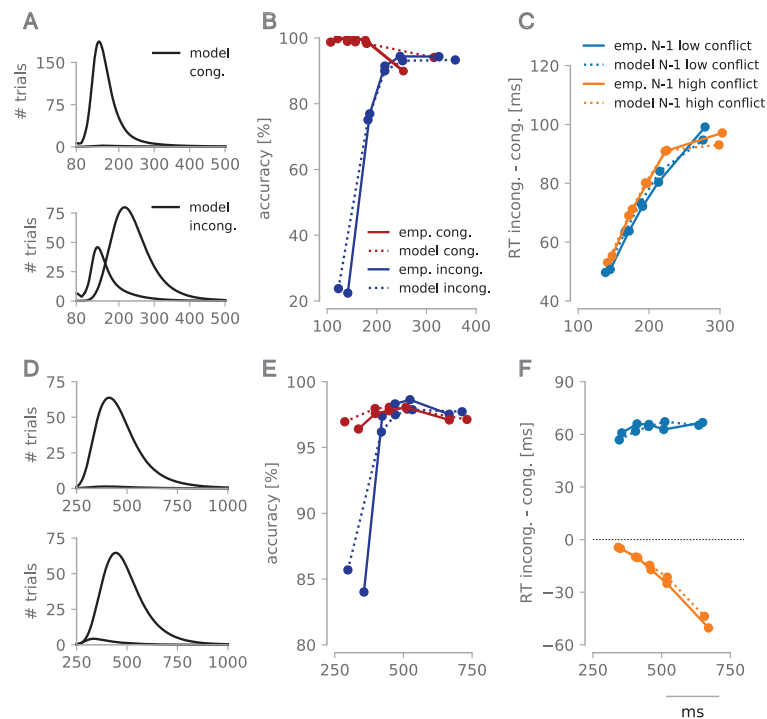 A
model
cong.
# trials
150
75
0
80
200
300
400
500
model
incong.
# trials
75
50
25
0
80
200
300
400
500
B
accuracy [%]
100
80
60
40
20
emp. cong.
model cong.
emp. incong.
model incong.
100
200
300
400
C
emp. N-1 low conflict
model N-1 low conflict
emp. N-1 high conflict
model N-1 high conflict
RT incong. - cong. [ms]
120
100
80
60
40
100
200
300
D
# trials
75
50
25
0
250
500
750
1000
# trials
75
50
25
0
250
500
750
1000
E
accuracy [%]
100
95
90
85
80
250
500
750
F
RT incong. - cong. [ms]
90
60
30
0
−30
−60
250
500
750
ms